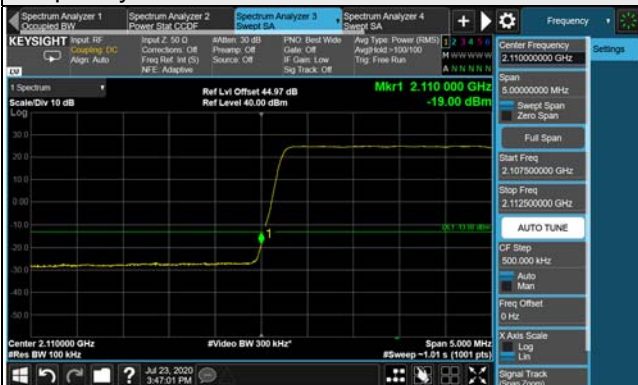 Spectrum Analyzer 1
Occupied BW
Spectrum Analyzer 2
Power Stat CCDF
Spectrum Analyzer 3
Swept SA
Spectrum Analyzer 4
Swept SA
Frequency
KEYSIGHT
Input: RF
Coupling: DC
Align: Auto
Input Z: 50 Ω
Corrections: Off
Freq Ref: Int (S)
NFE: Adaptive
#Atten: 30 dB
Preamp: Off
Source: Off
PNO: Best Wide
Gate: Off
IF Gain: Low
Sig Track: Off
Avg Type: Power (RMS)
Avg|Hold >100/100
Trig: Free Run
1 2 3 4 5 6
M W W W W W
A N N N N N
1 Spectrum
Scale/Div 10 dB
Log
Ref Lvl Offset 44.97 dB
Ref Level 40.00 dBm
Mkr1 2.110 000 GHz
-19.00 dBm
30.0
20.0
10.0
0.00
-10.0
-20.0
-30.0
-40.0
-50.0
1
Center 2.110000 GHz
#Res BW 100 kHz
#Video BW 300 kHz*
Span 5.000 MHz
#Sweep ~1.01 s (1001 pts)
Jul 23, 2020
3:47:01 PM
Center Frequency
2.110000000 GHz
Settings
Span
5.00000000 MHz
Swept Span
Zero Span
Full Span
Start Freq
2.107500000 GHz
Stop Freq
2.112500000 GHz
AUTO TUNE
CF Step
500.000 kHz
Auto
Man
Freq Offset
0 Hz
X Axis Scale
Log
Lin
Signal Track
(Span Zoom)